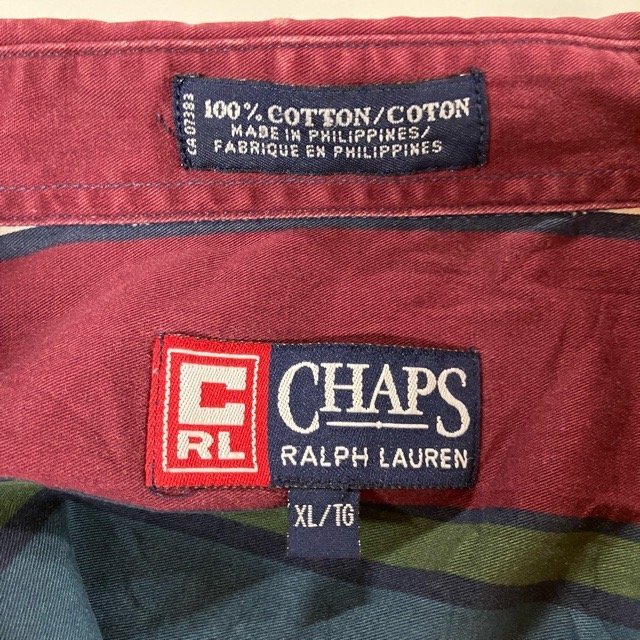 CA 07383
100% COTTON/COTON
MADE IN PHILIPPINES/
FABRIQUE EN PHILIPPINES
C
RL
CHAPS
RALPH LAUREN
XL/TG